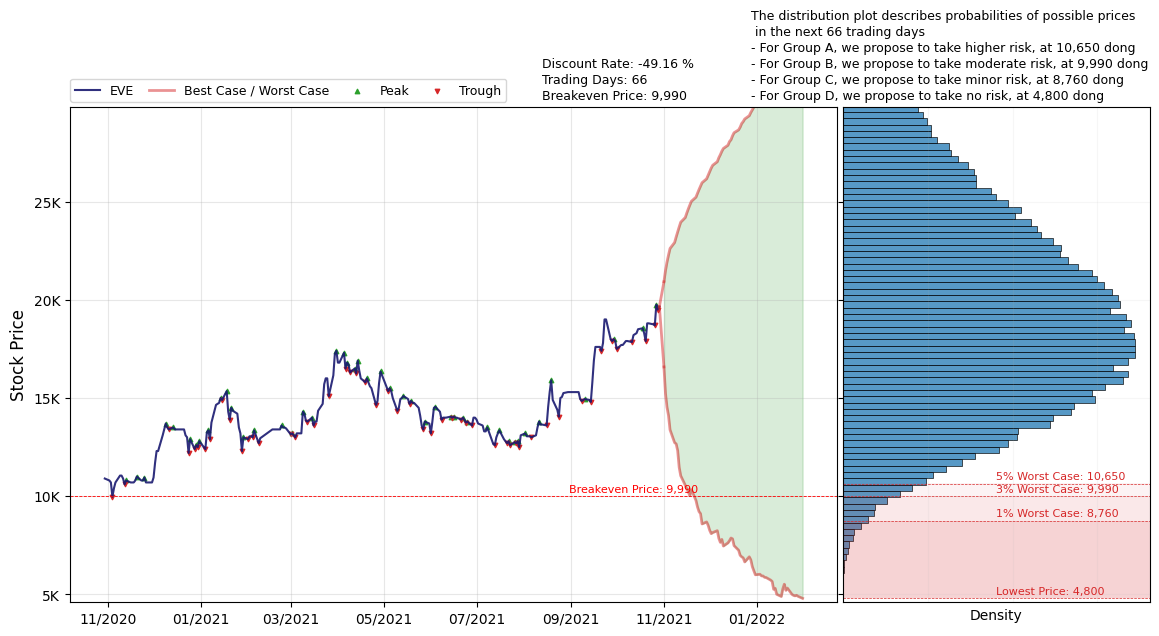 The distribution plot describes probabilities of possible prices
in the next 66 trading days
- For Group A, we propose to take higher risk, at 10,650 dong
- For Group B, we propose to take moderate risk, at 9,990 dong
- For Group C, we propose to take minor risk, at 8,760 dong
- For Group D, we propose to take no risk, at 4,800 dong
Discount Rate: -49.16 %
Trading Days: 66
Breakeven Price: 9,990
EVE
Best Case / Worst Case
Peak
Trough
Stock Price
25K
20K
15K
10K
5K
Breakeven Price: 9,990
11/2020
01/2021
03/2021
05/2021
07/2021
09/2021
11/2021
01/2022
5% Worst Case: 10,650
3% Worst Case: 9,990
1% Worst Case: 8,760
Lowest Price: 4,800
Density